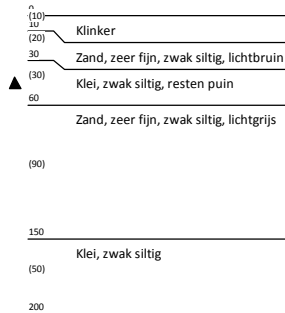 0
(10)
10 Klinker
(20)
30 Zand, zeer fijn, zwak siltig, lichtbruin
(30) Klei, zwak siltig, resten puin
60
Zand, zeer fijn, zwak siltig, lichtgrijs
(90)
150
Klei, zwak siltig
(50)
200